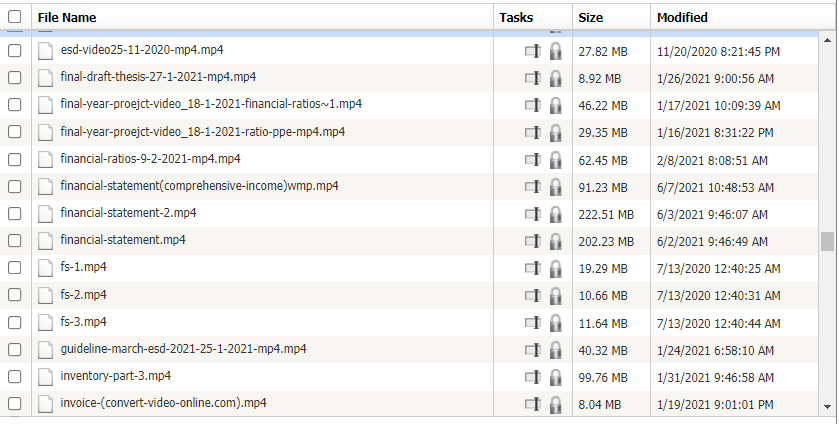 File Name Tasks Size Modified
esd-video25-11-2020-mp4.mp4 27.82 MB 11/20/2020 8:21:45 PM
final-draft-thesis-27-1-2021-mp4.mp4 8.92 MB 1/26/2021 9:00:56 AM
final-year-proejct-video_18-1-2021-financial-ratios~1.mp4 46.22 MB 1/17/2021 10:09:39 AM
final-year-proejct-video_18-1-2021-ratio-ppe-mp4.mp4 29.35 MB 1/16/2021 8:31:22 PM
financial-ratios-9-2-2021-mp4.mp4 62.45 MB 2/8/2021 8:08:51 AM
financial-statement(comprehensive-income)wmp.mp4 91.23 MB 6/7/2021 10:48:53 AM
financial-statement-2.mp4 222.51 MB 6/3/2021 9:46:07 AM
financial-statement.mp4 202.23 MB 6/2/2021 9:46:49 AM
fs-1.mp4 19.29 MB 7/13/2020 12:40:25 AM
fs-2.mp4 10.66 MB 7/13/2020 12:40:31 AM
fs-3.mp4 11.64 MB 7/13/2020 12:40:44 AM
guideline-march-esd-2021-25-1-2021-mp4.mp4 40.32 MB 1/24/2021 6:58:10 AM
inventory-part-3.mp4 99.76 MB 1/31/2021 9:46:58 AM
invoice-(convert-video-online.com).mp4 8.04 MB 1/19/2021 9:01:01 PM